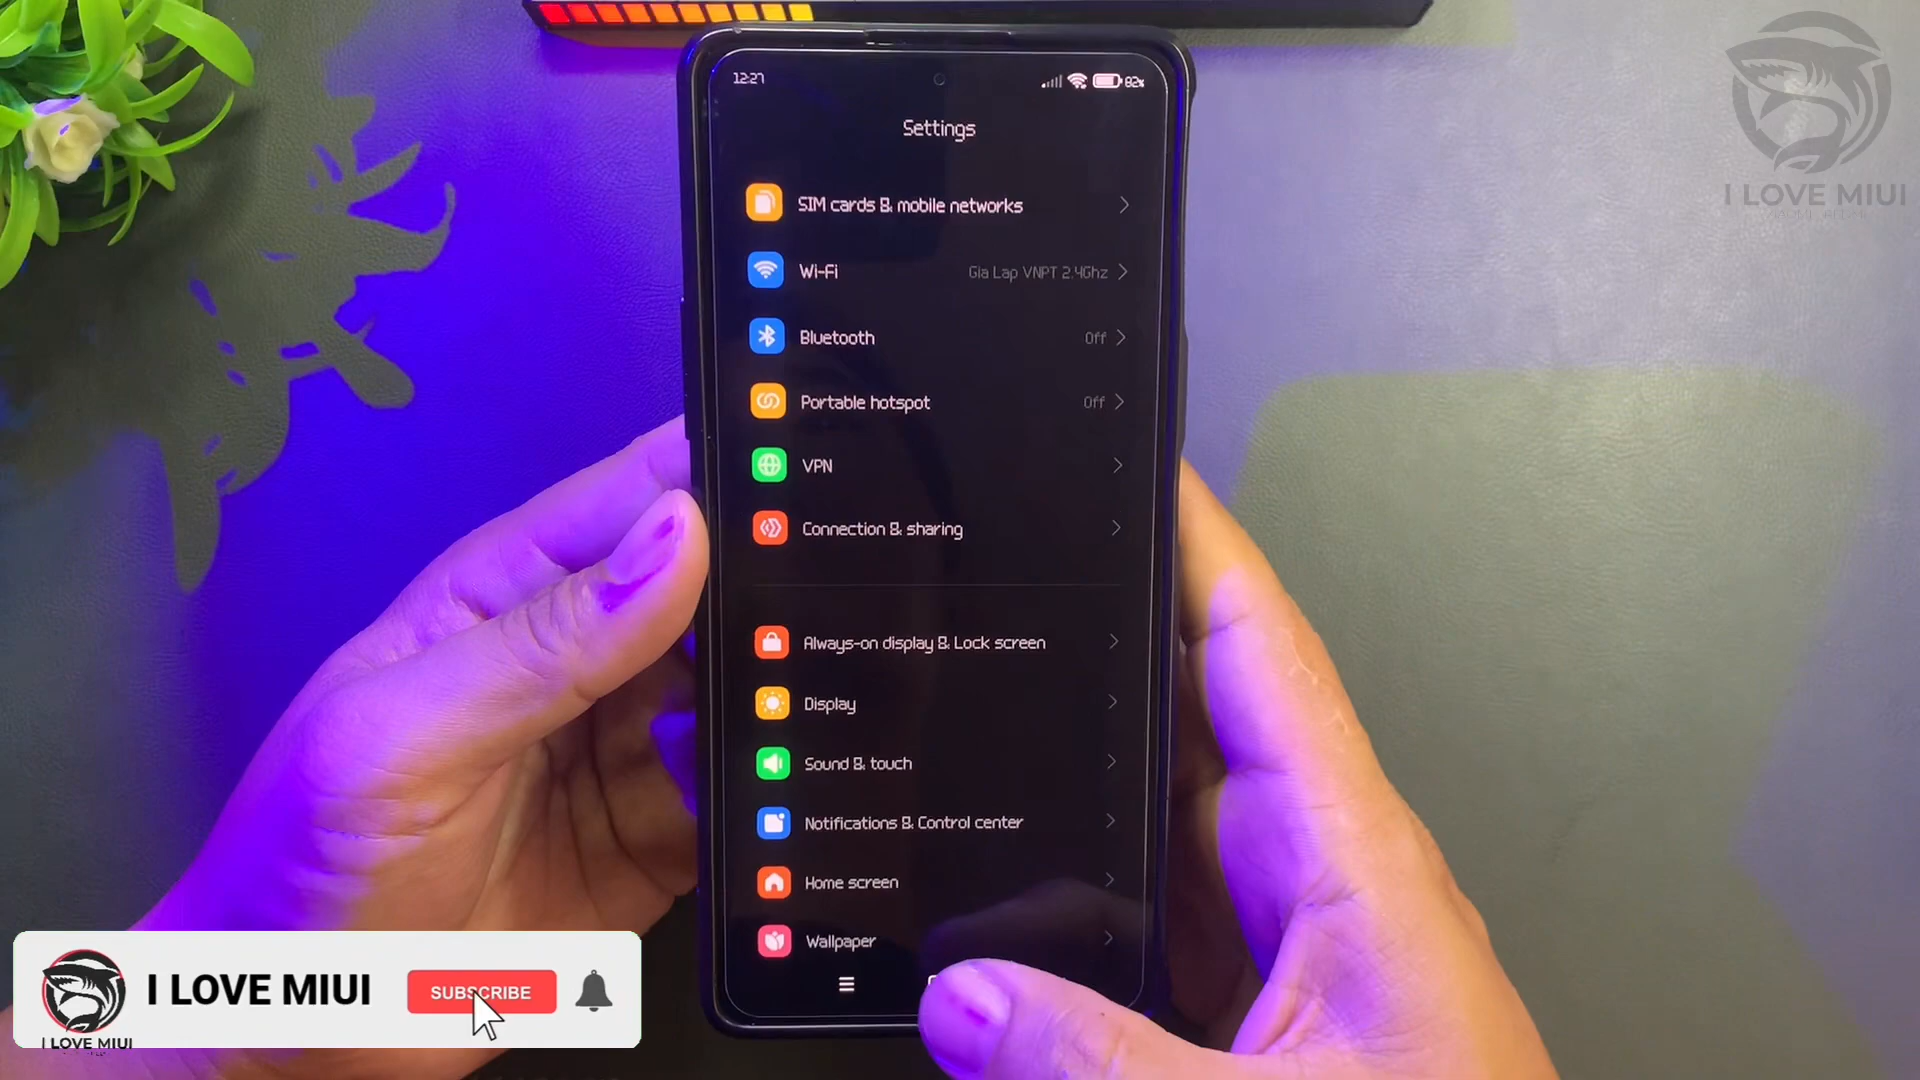 12:27
82%
Settings
SIM cards & mobile networks
Wi-Fi
Gia Lap VNPT 2.4Ghz
Bluetooth
Off
Portable hotspot
Off
VPN
Connection & sharing
Always-on display & Lock screen
Display
Sound & touch
Notifications & Control center
Home screen
Wallpaper
I LOVE MIUI
I LOVE MIUI
SUBSCRIBE
I LOVE MIUI